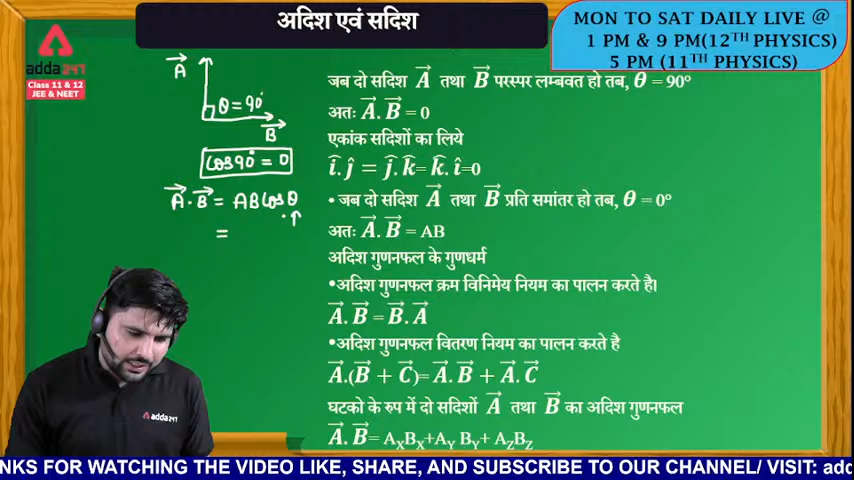 अदिश एवं सदिश
MON TO SAT DAILY LIVE @
1 PM & 9 PM(12TH PHYSICS)
5 PM (11TH PHYSICS)
adda247
Class 11 & 12
JEE & NEET
A⃗
θ = 90°
B⃗
cos90° = 0
A⃗·B⃗ = ABcosθ
=
जब दो सदिश A⃗ तथा B⃗ परस्पर लम्बवत हो तब, θ = 90°
अतः A⃗.B⃗ = 0
एकांक सदिशों का लिये
î.ĵ = ĵ.k̂= k̂.î=0
• जब दो सदिश A⃗ तथा B⃗ प्रति समांतर हो तब, θ = 0°
अतः A⃗.B⃗ = AB
अदिश गुणनफल के गुणधर्म
•अदिश गुणनफल क्रम विनिमेय नियम का पालन करते है।
A⃗.B⃗ = B⃗.A⃗
•अदिश गुणनफल वितरण नियम का पालन करते है
A⃗.(B⃗ + C⃗)= A⃗.B⃗ + A⃗.C⃗
घटको के रुप में दो सदिशों A⃗ तथा B⃗ का अदिश गुणनफल
A⃗.B⃗= AXBX+AY BY+ AZBZ
adda247
NKS FOR WATCHING THE VIDEO LIKE, SHARE, AND SUBSCRIBE TO OUR CHANNEL/ VISIT: add